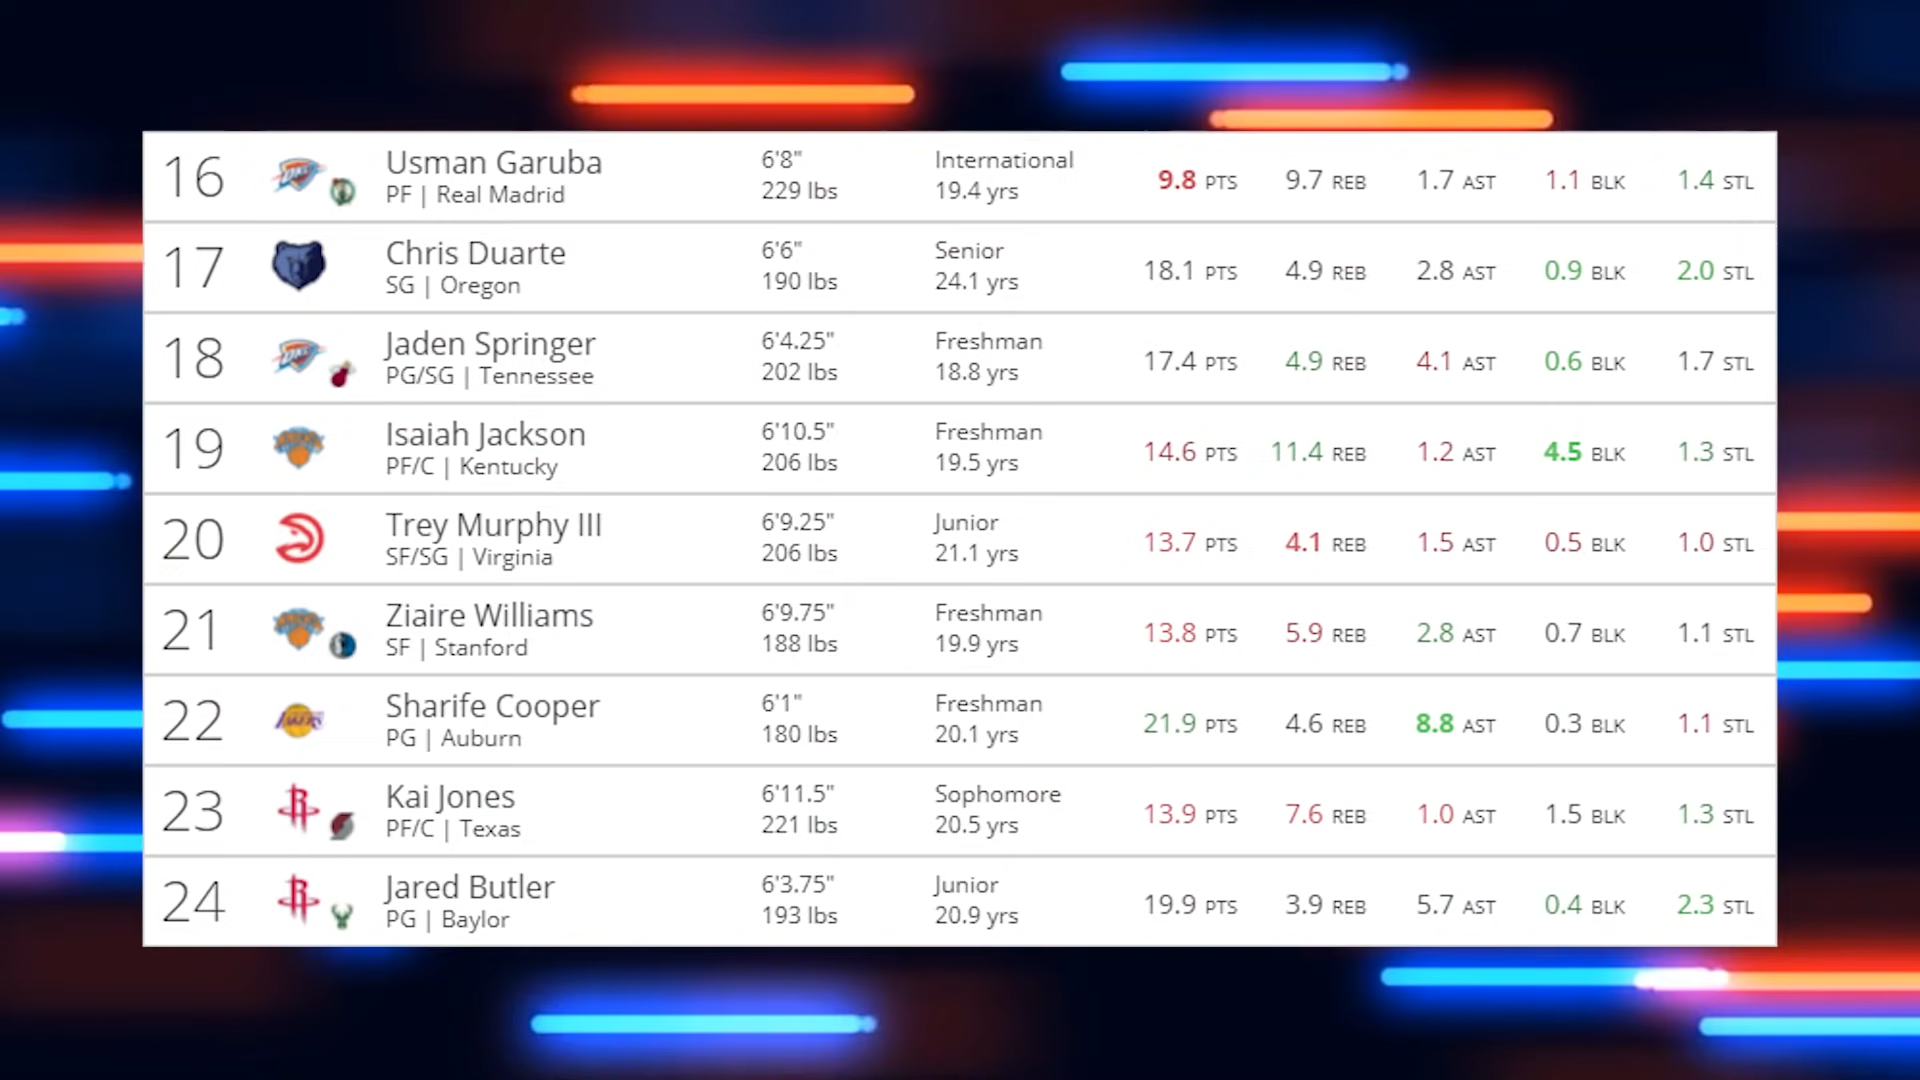 16 Usman Garuba 6'8" International 9.8 PTS 9.7 REB 1.7 AST 1.1 BLK 1.4 STL
PF | Real Madrid 229 lbs 19.4 yrs
17 Chris Duarte 6'6" Senior 18.1 PTS 4.9 REB 2.8 AST 0.9 BLK 2.0 STL
SG | Oregon 190 lbs 24.1 yrs
18 Jaden Springer 6'4.25" Freshman 17.4 PTS 4.9 REB 4.1 AST 0.6 BLK 1.7 STL
PG/SG | Tennessee 202 lbs 18.8 yrs
19 Isaiah Jackson 6'10.5" Freshman 14.6 PTS 11.4 REB 1.2 AST 4.5 BLK 1.3 STL
PF/C | Kentucky 206 lbs 19.5 yrs
20 Trey Murphy III 6'9.25" Junior 13.7 PTS 4.1 REB 1.5 AST 0.5 BLK 1.0 STL
SF/SG | Virginia 206 lbs 21.1 yrs
21 Ziaire Williams 6'9.75" Freshman 13.8 PTS 5.9 REB 2.8 AST 0.7 BLK 1.1 STL
SF | Stanford 188 lbs 19.9 yrs
22 Sharife Cooper 6'1" Freshman 21.9 PTS 4.6 REB 8.8 AST 0.3 BLK 1.1 STL
PG | Auburn 180 lbs 20.1 yrs
23 Kai Jones 6'11.5" Sophomore 13.9 PTS 7.6 REB 1.0 AST 1.5 BLK 1.3 STL
PF/C | Texas 221 lbs 20.5 yrs
24 Jared Butler 6'3.75" Junior 19.9 PTS 3.9 REB 5.7 AST 0.4 BLK 2.3 STL
PG | Baylor 193 lbs 20.9 yrs